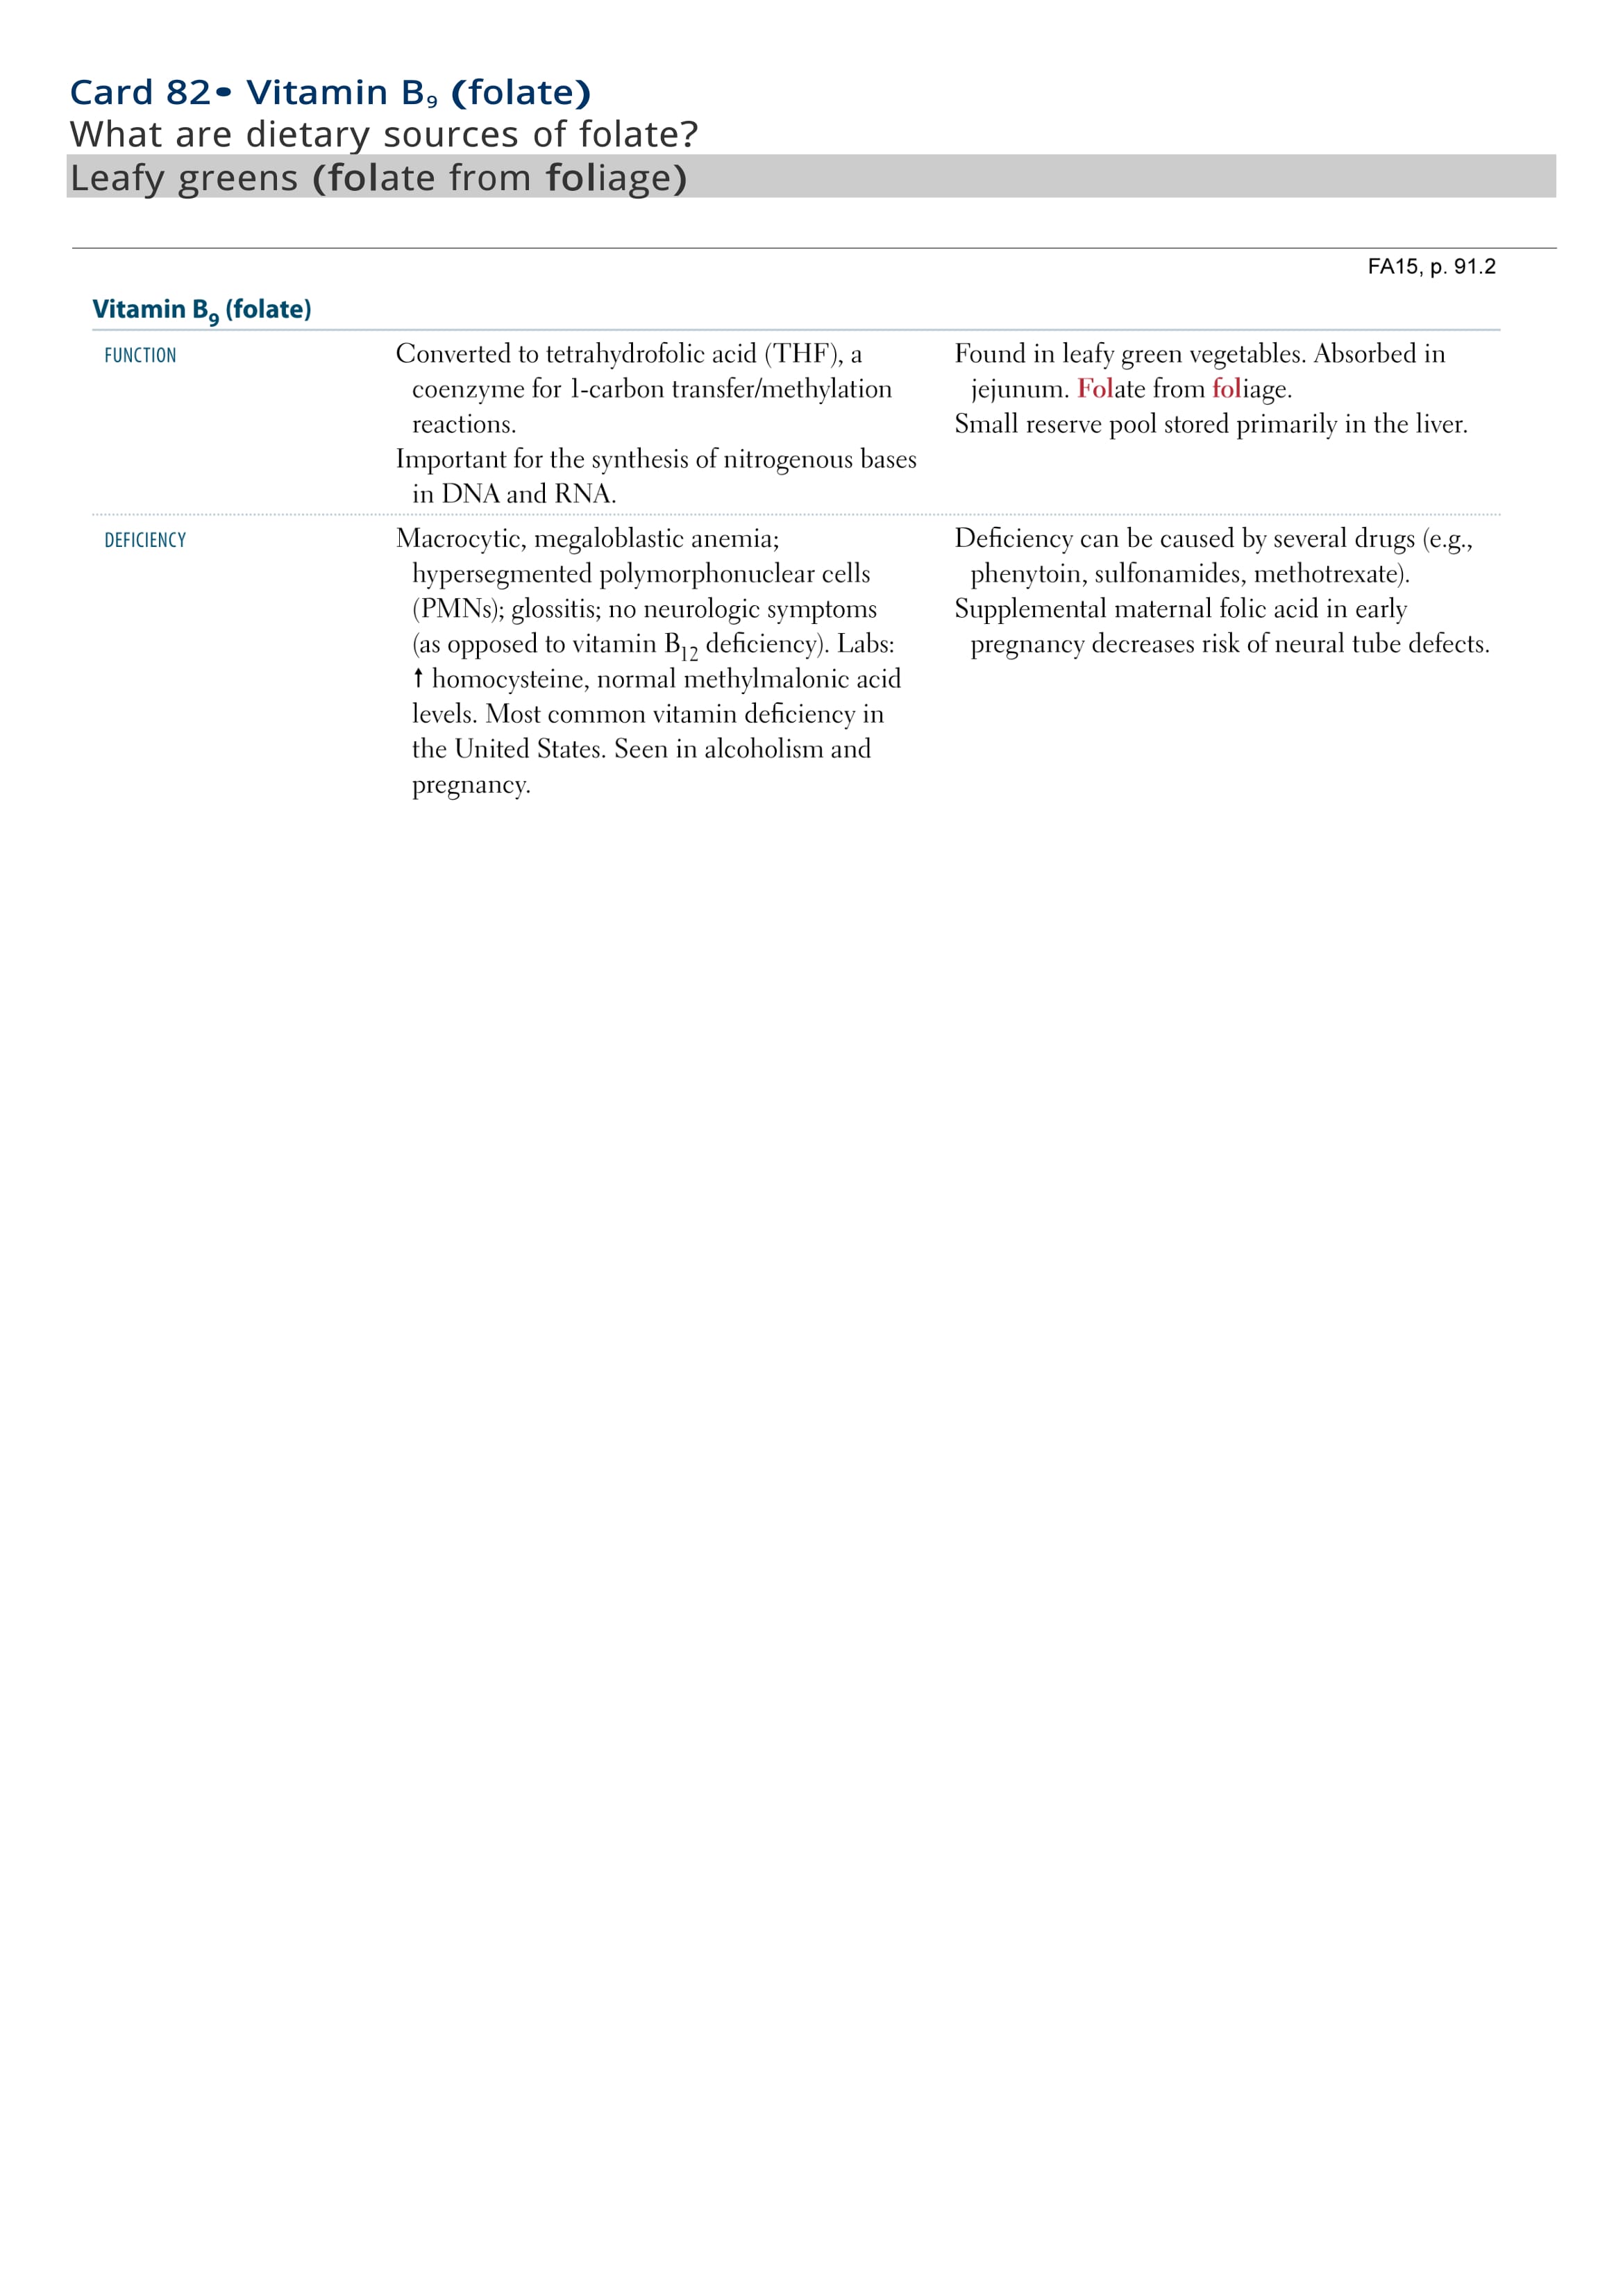 Card 82• Vitamin B₉ (folate)
What are dietary sources of folate?
Leafy greens (folate from foliage)
FA15, p. 91.2
Vitamin B₉ (folate)
FUNCTION
Converted to tetrahydrofolic acid (THF), a
coenzyme for 1-carbon transfer/methylation
reactions.
Important for the synthesis of nitrogenous bases
in DNA and RNA.
Found in leafy green vegetables. Absorbed in
jejunum. Folate from foliage.
Small reserve pool stored primarily in the liver.
DEFICIENCY
Macrocytic, megaloblastic anemia;
hypersegmented polymorphonuclear cells
(PMNs); glossitis; no neurologic symptoms
(as opposed to vitamin B₁₂ deficiency). Labs:
↑ homocysteine, normal methylmalonic acid
levels. Most common vitamin deficiency in
the United States. Seen in alcoholism and
pregnancy.
Deficiency can be caused by several drugs (e.g.,
phenytoin, sulfonamides, methotrexate).
Supplemental maternal folic acid in early
pregnancy decreases risk of neural tube defects.